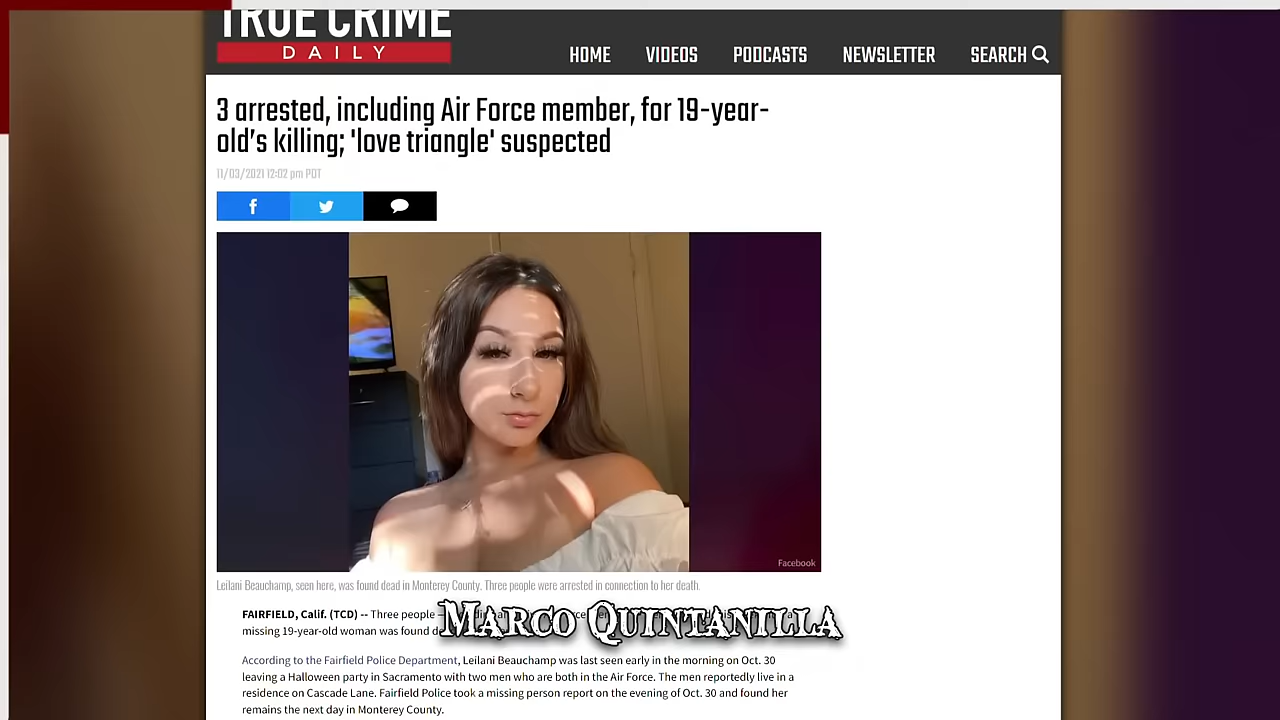 TRUE CRIME
DAILY
HOME VIDEOS PODCASTS NEWSLETTER SEARCH
3 arrested, including Air Force member, for 19-year-
old’s killing; 'love triangle' suspected
11/03/2021 12:02 pm PDT
Facebook
Leilani Beauchamp, seen here, was found dead in Monterey County. Three people were arrested in connection to her death.
FAIRFIELD, Calif. (TCD) -- Three people
missing 19-year-old woman was found
MARCO QUINTANILLA
According to the Fairfield Police Department, Leilani Beauchamp was last seen early in the morning on Oct. 30
leaving a Halloween party in Sacramento with two men who are both in the Air Force. The men reportedly live in a
residence on Cascade Lane. Fairfield Police took a missing person report on the evening of Oct. 30 and found her
remains the next day in Monterey County.